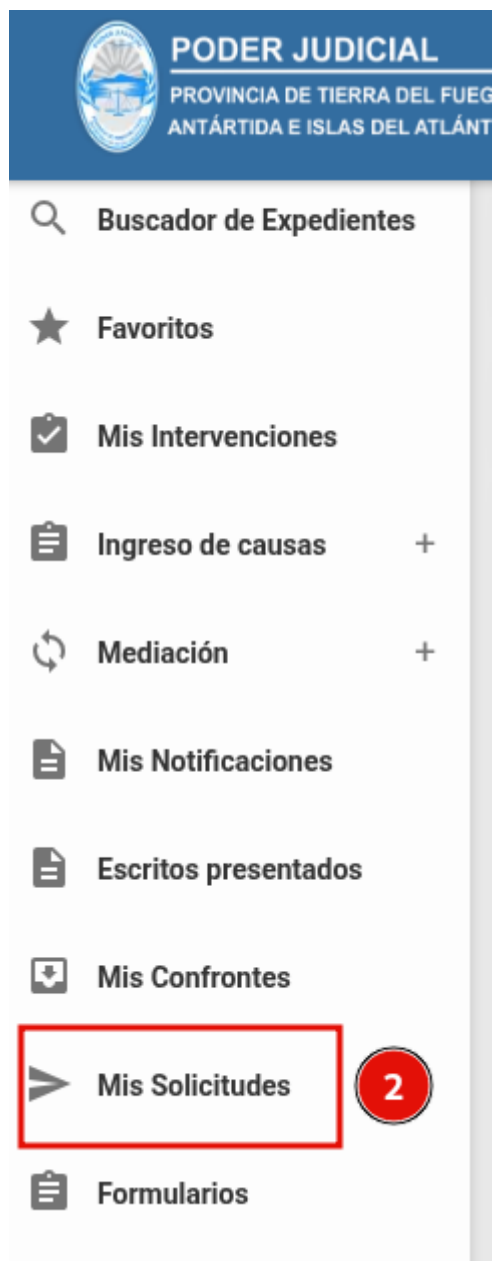 PODER JUDICIAL
PROVINCIA DE TIERRA DEL FUEG
ANTÁRTIDA E ISLAS DEL ATLÁNT
Buscador de Expedientes
Favoritos
Mis Intervenciones
Ingreso de causas +
Mediación +
Mis Notificaciones
Escritos presentados
Mis Confrontes
Mis Solicitudes 2
Formularios